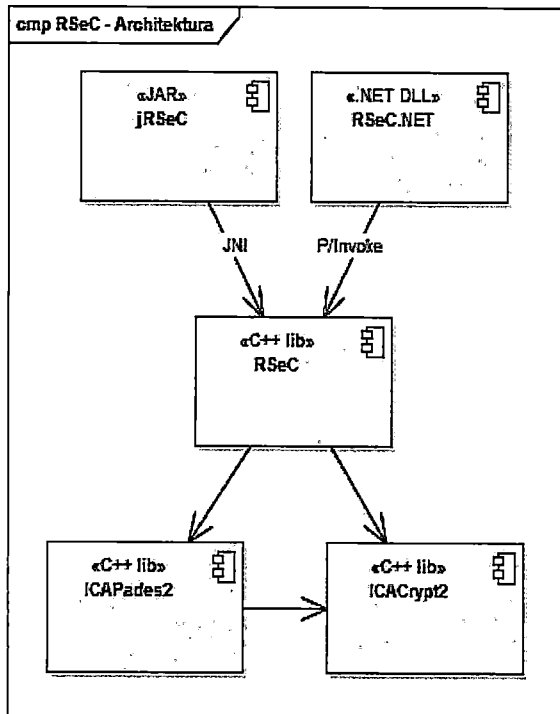 cmp RSeC - Architektura
«JAR»
jRSeC
«.NET DLL»
RSeC.NET
JNI
P/Invoke
«C++ lib»
RSeC
«C++ lib»
ICAPades2
«C++ lib»
ICACrypt2